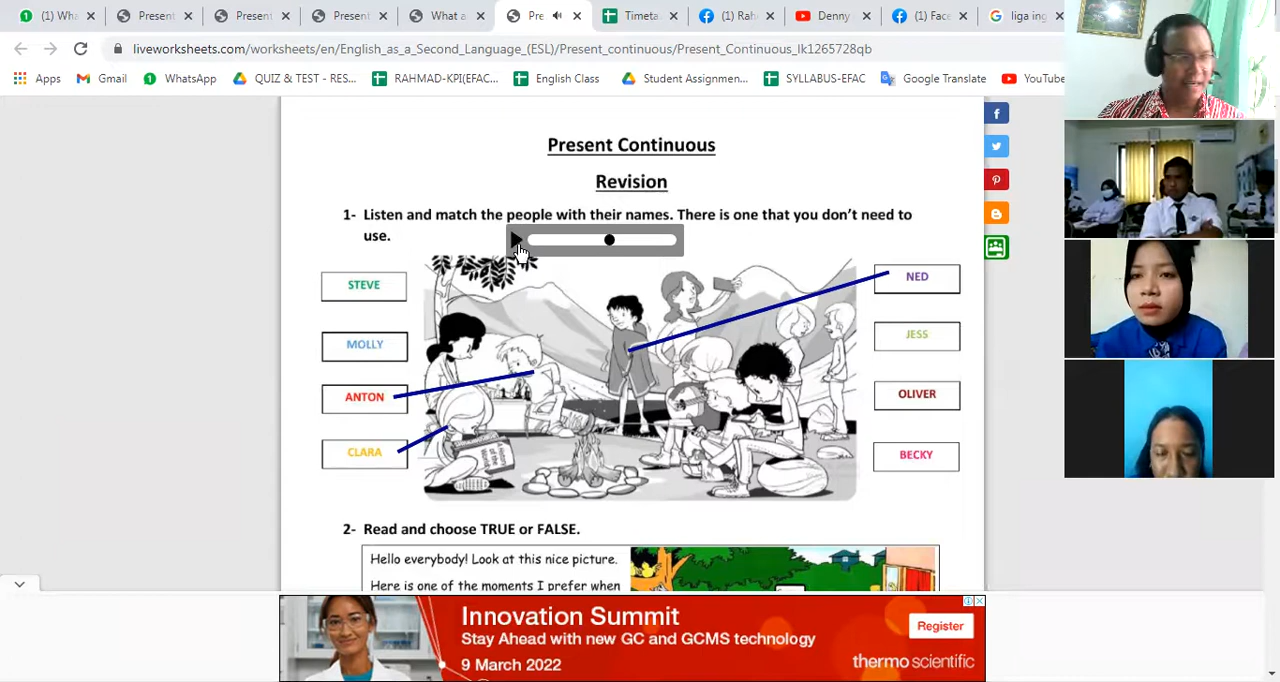 (1) Wha
Present
Present
Present
What a
Pre
Timeta
(1) Rah
Denny
(1) Face
liga ing
liveworksheets.com/worksheets/en/English_as_a_Second_Language_(ESL)/Present_continuous/Present_Continuous_lk1265728qb
Apps
Gmail
WhatsApp
QUIZ & TEST - RES...
RAHMAD-KPI(EFAC...
English Class
Student Assignmen...
SYLLABUS-EFAC
Google Translate
YouTube
Present Continuous
Revision
1- Listen and match the people with their names. There is one that you don't need to
use.
STEVE
MOLLY
ANTON
CLARA
NED
JESS
OLIVER
BECKY
2- Read and choose TRUE or FALSE.
Hello everybody! Look at this nice picture.
Here is one of the moments I prefer when
Innovation Summit
Stay Ahead with new GC and GCMS technology
9 March 2022
Register
thermo scientific